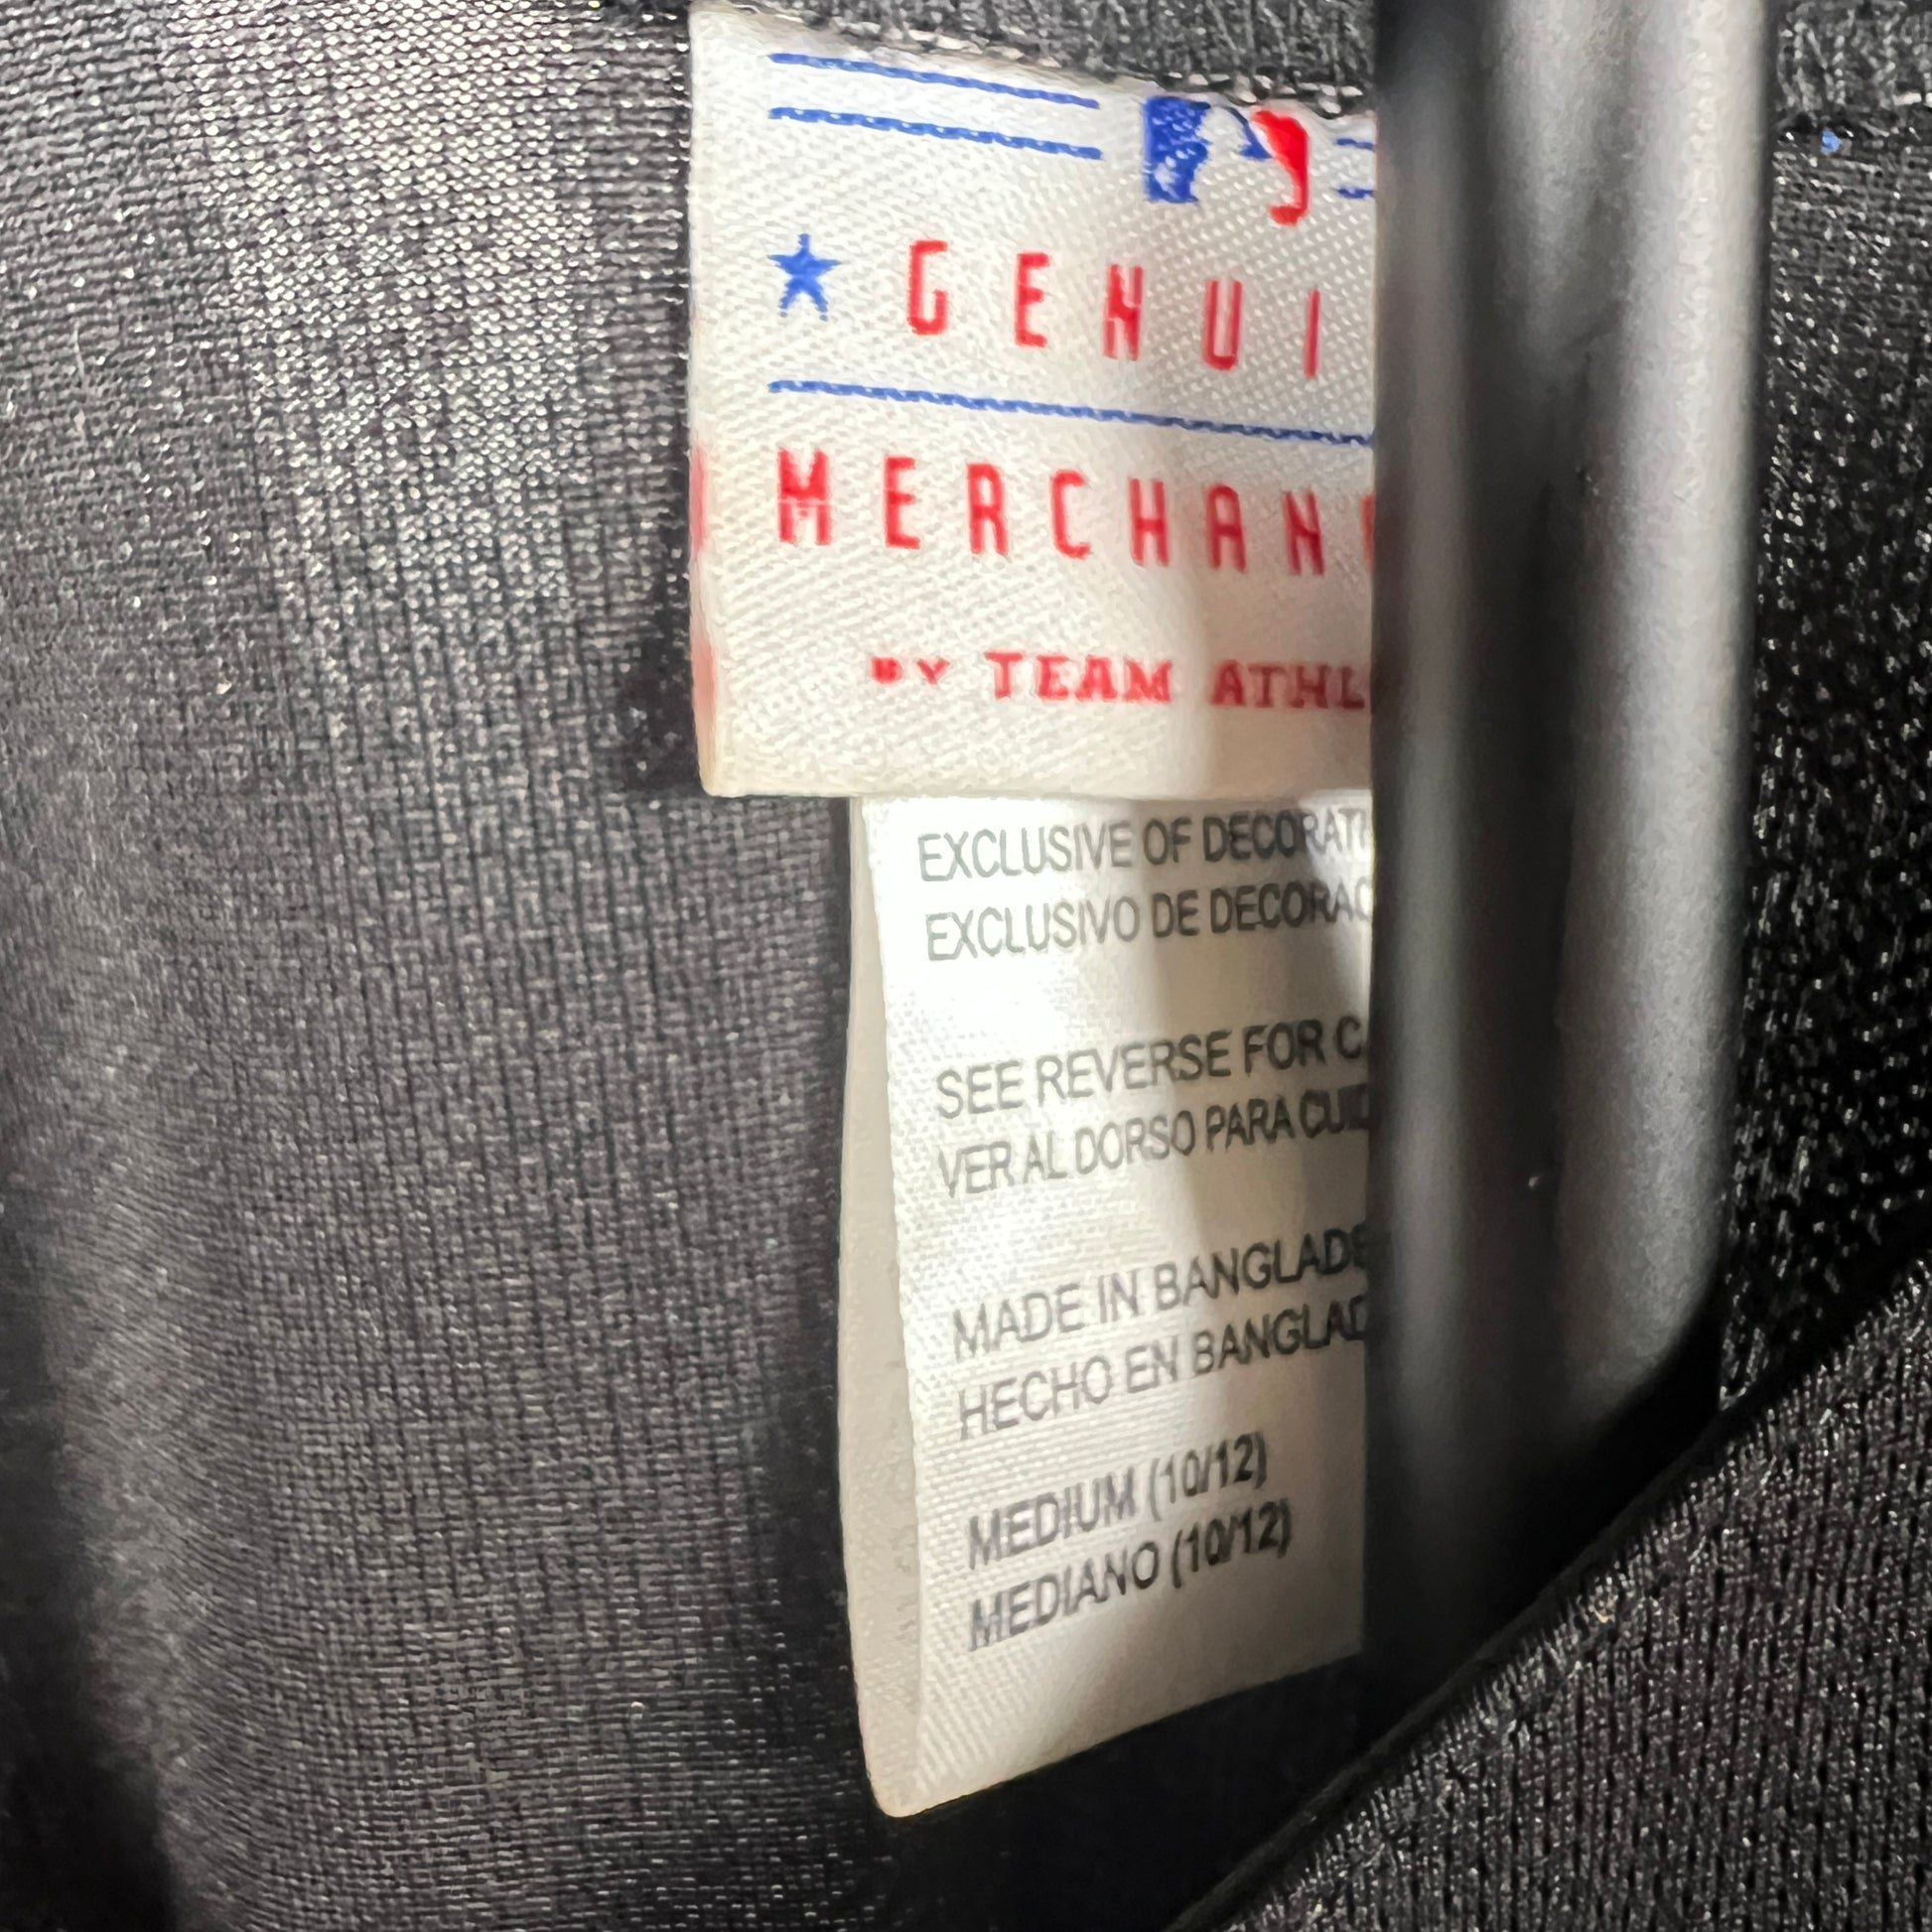 GENUI
MERCHAN
BY TEAM ATHL
EXCLUSIVE OF DECORATI
EXCLUSIVO DE DECORAC
SEE REVERSE FOR C
VER AL DORSO PARA CUID
MADE IN BANGLADE
HECHO EN BANGLAD
MEDIUM (10/12)
MEDIANO (10/12)